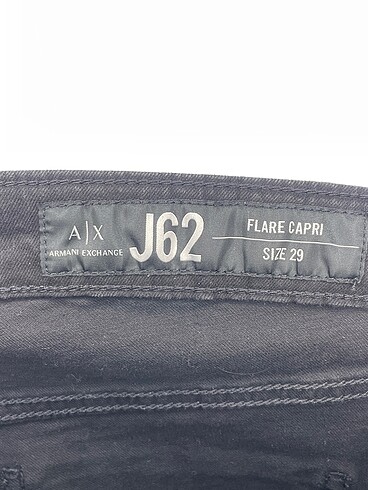 A|X
ARMANI EXCHANGE
J62
FLARE CAPRI
SIZE 29